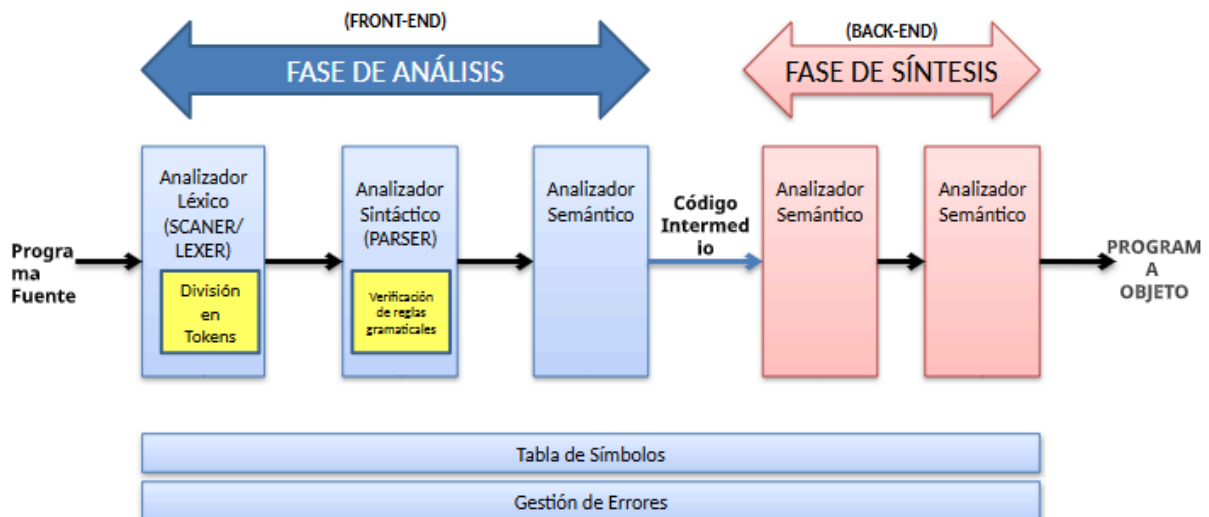 (FRONT-END)
FASE DE ANÁLISIS
(BACK-END)
FASE DE SÍNTESIS
Progra
ma
Fuente
Analizador
Léxico
(SCANER/
LEXER)
División
en
Tokens
Analizador
Sintáctico
(PARSER)
Verificación
de reglas
gramaticales
Analizador
Semántico
Código
Intermed
io
Analizador
Semántico
Analizador
Semántico
PROGRAM
A
OBJETO
Tabla de Símbolos
Gestión de Errores